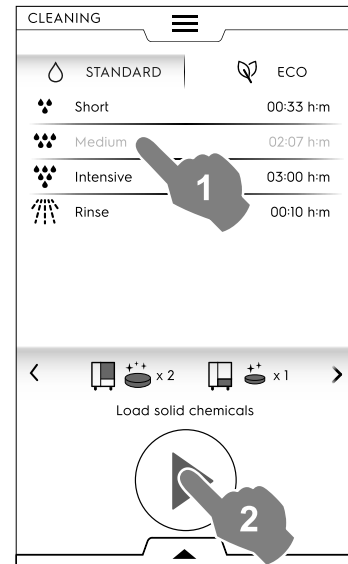 CLEANING
STANDARD ECO
Short 00:33 h:m
Medium 02:07 h:m
Intensive 03:00 h:m
Rinse 00:10 h:m
1
x 2 x 1
Load solid chemicals
2